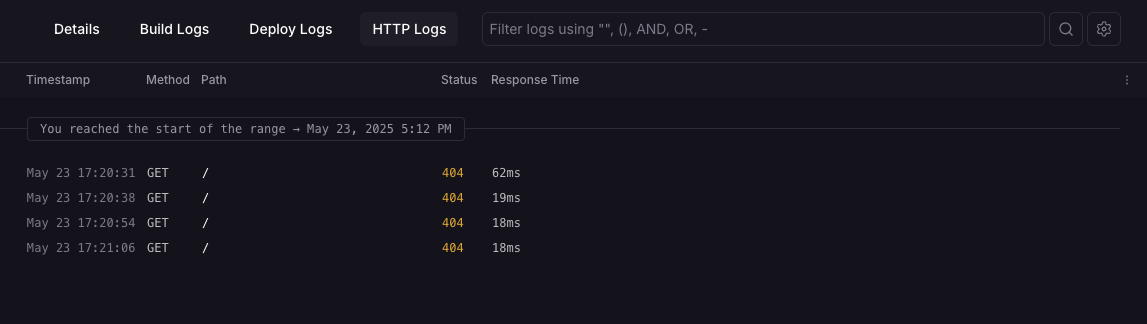 Details Build Logs Deploy Logs HTTP Logs Filter logs using "", (), AND, OR, -
Timestamp Method Path Status Response Time
You reached the start of the range → May 23, 2025 5:12 PM
May 23 17:20:31 GET / 404 62ms
May 23 17:20:38 GET / 404 19ms
May 23 17:20:54 GET / 404 18ms
May 23 17:21:06 GET / 404 18ms